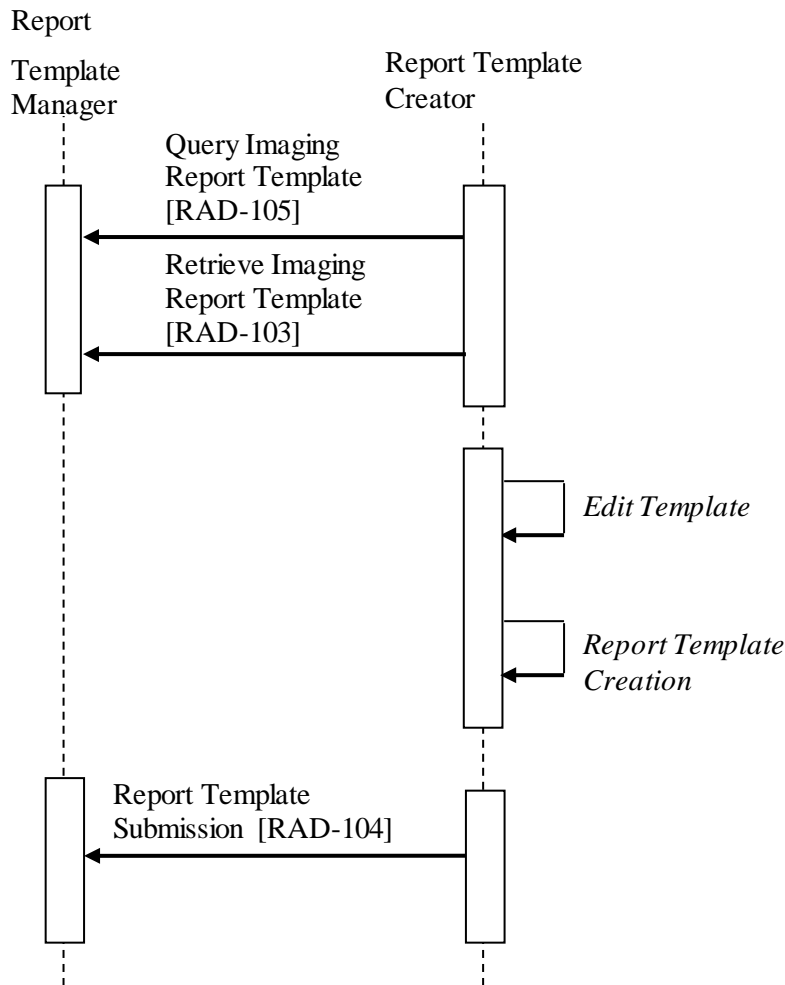 Report
Template
Manager
Report Template
Creator
Query Imaging
Report Template
[RAD-105]
Retrieve Imaging
Report Template
[RAD-103]
Edit Template
Report Template
Creation
Report Template
Submission [RAD-104]